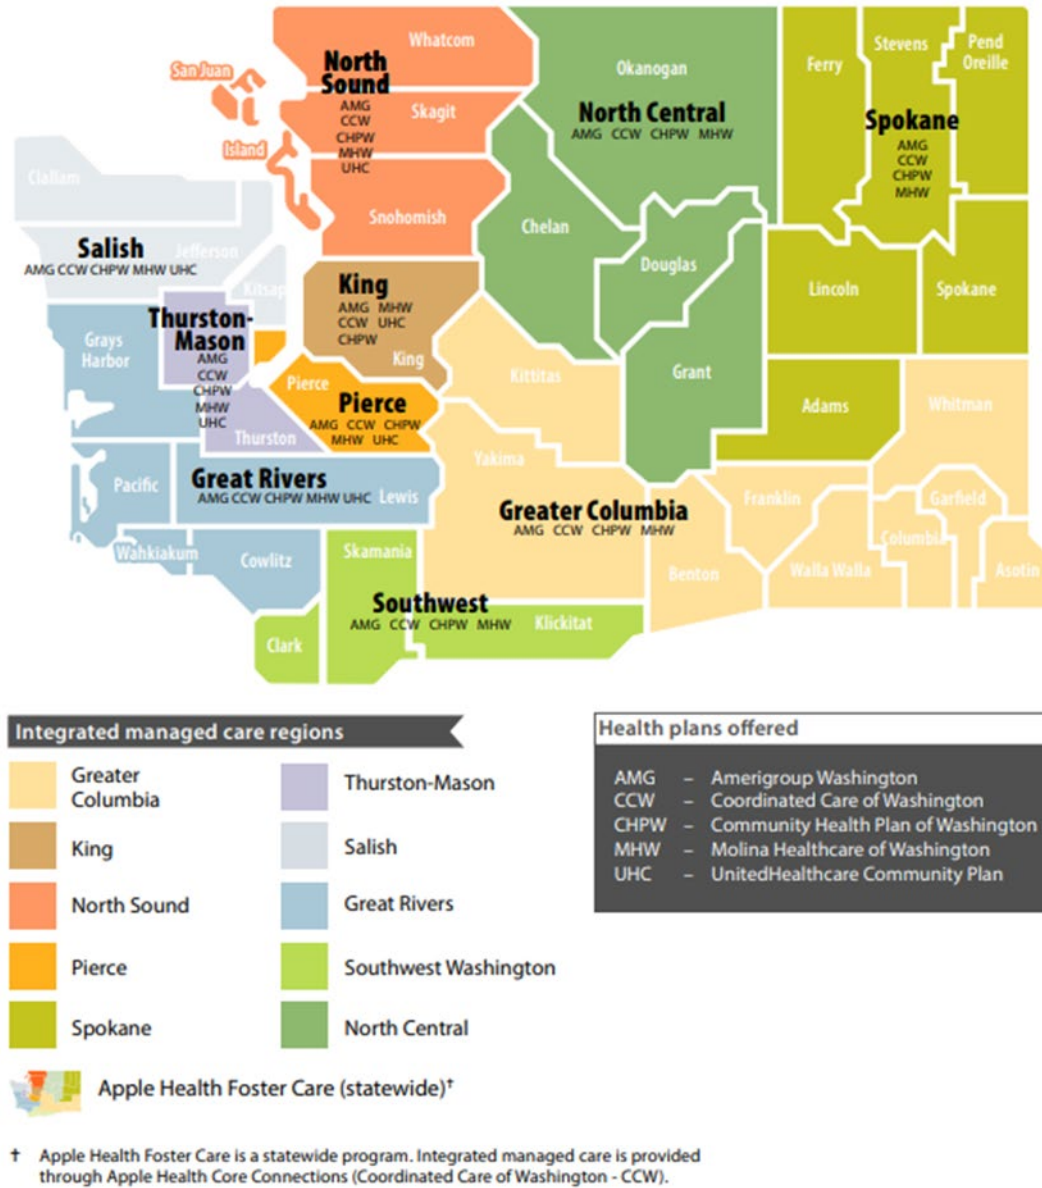 Whatcom
San Juan
North
Sound
AMG
CCW
CHPW
MHW
UHC
Skagit
Island
Snohomish
Okanogan
North Central
AMG CCW CHPW MHW
Chelan
Douglas
Grant
Ferry
Stevens
Pend
Oreille
Spokane
AMG
CCW
CHPW
MHW
Lincoln
Spokane
Adams
Clallam
Salish
Jefferson
AMG CCW CHPW MHW UHC
Kitsap
King
AMG MHW
CCW UHC
CHPW
King
Grays
Harbor
Thurston-
Mason
AMG
CCW
CHPW
MHW
UHC
Thurston
Pierce
Pierce
AMG CCW CHPW
MHW UHC
Kittitas
Yakima
Whitman
Pacific
Great Rivers
AMG CCW CHPW MHW UHC
Lewis
Greater Columbia
AMG CCW CHPW MHW
Franklin
Garfield
Columbia
Benton
Walla Walla
Asotin
Wahkiakum
Cowlitz
Skamania
Southwest
AMG CCW CHPW MHW
Klickitat
Clark
Integrated managed care regions
Greater
Columbia
King
North Sound
Pierce
Spokane
Thurston-Mason
Salish
Great Rivers
Southwest Washington
North Central
Apple Health Foster Care (statewide)†
Health plans offered
AMG – Amerigroup Washington
CCW – Coordinated Care of Washington
CHPW – Community Health Plan of Washington
MHW – Molina Healthcare of Washington
UHC – UnitedHealthcare Community Plan
† Apple Health Foster Care is a statewide program. Integrated managed care is provided
through Apple Health Core Connections (Coordinated Care of Washington - CCW).